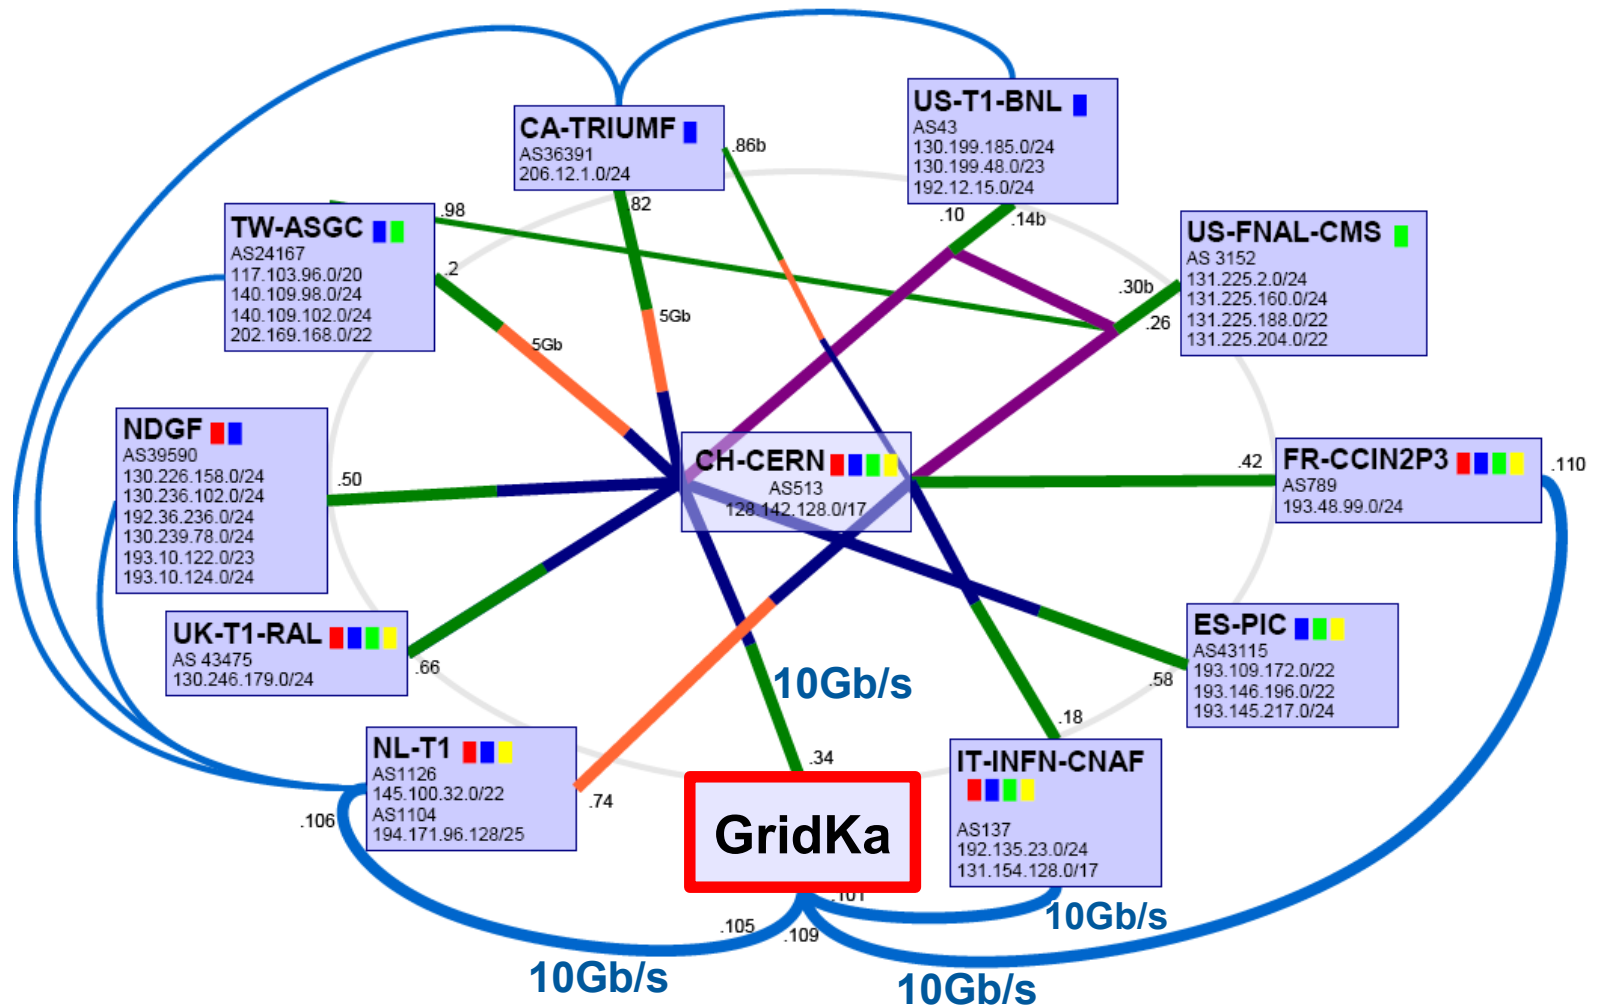 CA-TRIUMF
AS36391
206.12.1.0/24
.86b
.82
US-T1-BNL
AS43
130.199.185.0/24
130.199.48.0/23
192.12.15.0/24
.10
.14b
TW-ASGC
AS24167
117.103.96.0/20
140.109.98.0/24
140.109.102.0/24
202.169.168.0/22
.98
.2
5Gb
5Gb
US-FNAL-CMS
AS 3152
131.225.2.0/24
131.225.160.0/24
131.225.188.0/22
131.225.204.0/22
.30b
.26
NDGF
AS39590
130.226.158.0/24
130.236.102.0/24
192.36.236.0/24
130.239.78.0/24
193.10.122.0/23
193.10.124.0/24
.50
CH-CERN
AS513
128.142.128.0/17
.42
FR-CCIN2P3
AS789
193.48.99.0/24
.110
UK-T1-RAL
AS 43475
130.246.179.0/24
.66
ES-PIC
AS43115
193.109.172.0/22
193.146.196.0/22
193.145.217.0/24
.58
10Gb/s
.18
.34
NL-T1
AS1126
145.100.32.0/22
AS1104
194.171.96.128/25
.106
.74
GridKa
IT-INFN-CNAF
AS137
192.135.23.0/24
131.154.128.0/17
.101
.105
.109
10Gb/s
10Gb/s
10Gb/s